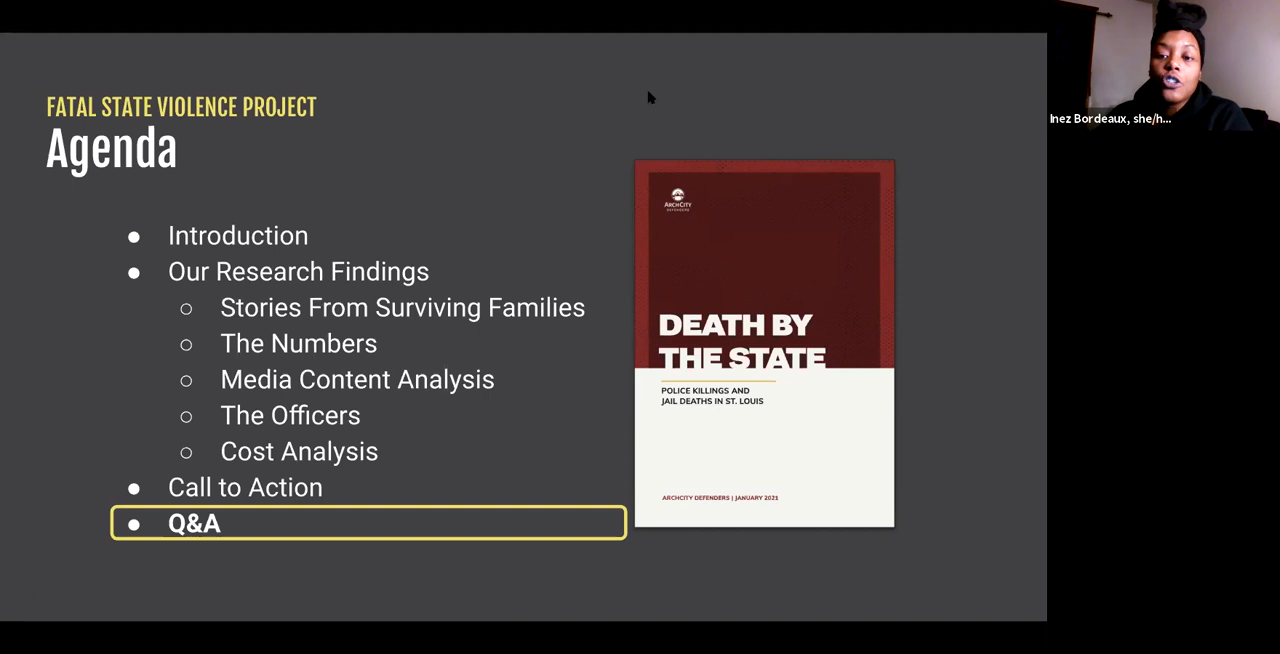 FATAL STATE VIOLENCE PROJECT
Agenda
● Introduction
● Our Research Findings
○ Stories From Surviving Families
○ The Numbers
○ Media Content Analysis
○ The Officers
○ Cost Analysis
● Call to Action
● Q&A
ARCHCITY
DEFENDERS
DEATH BY
THE STATE
POLICE KILLINGS AND
JAIL DEATHS IN ST. LOUIS
ARCHCITY DEFENDERS | JANUARY 2021
Inez Bordeaux, she/h...